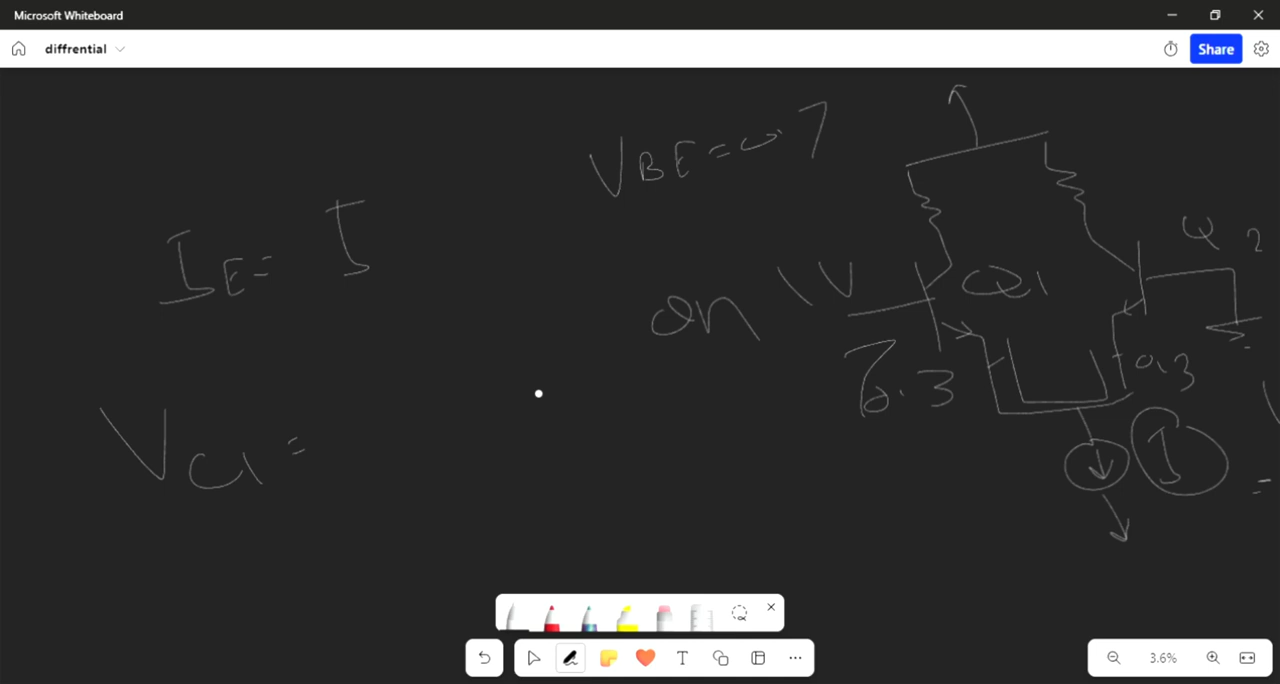 Microsoft Whiteboard
diffrential
Share
VBE = 0.7
IE = I
on 1V Q1
Q2
0.3
0.3
I
VC1 =
3.6%